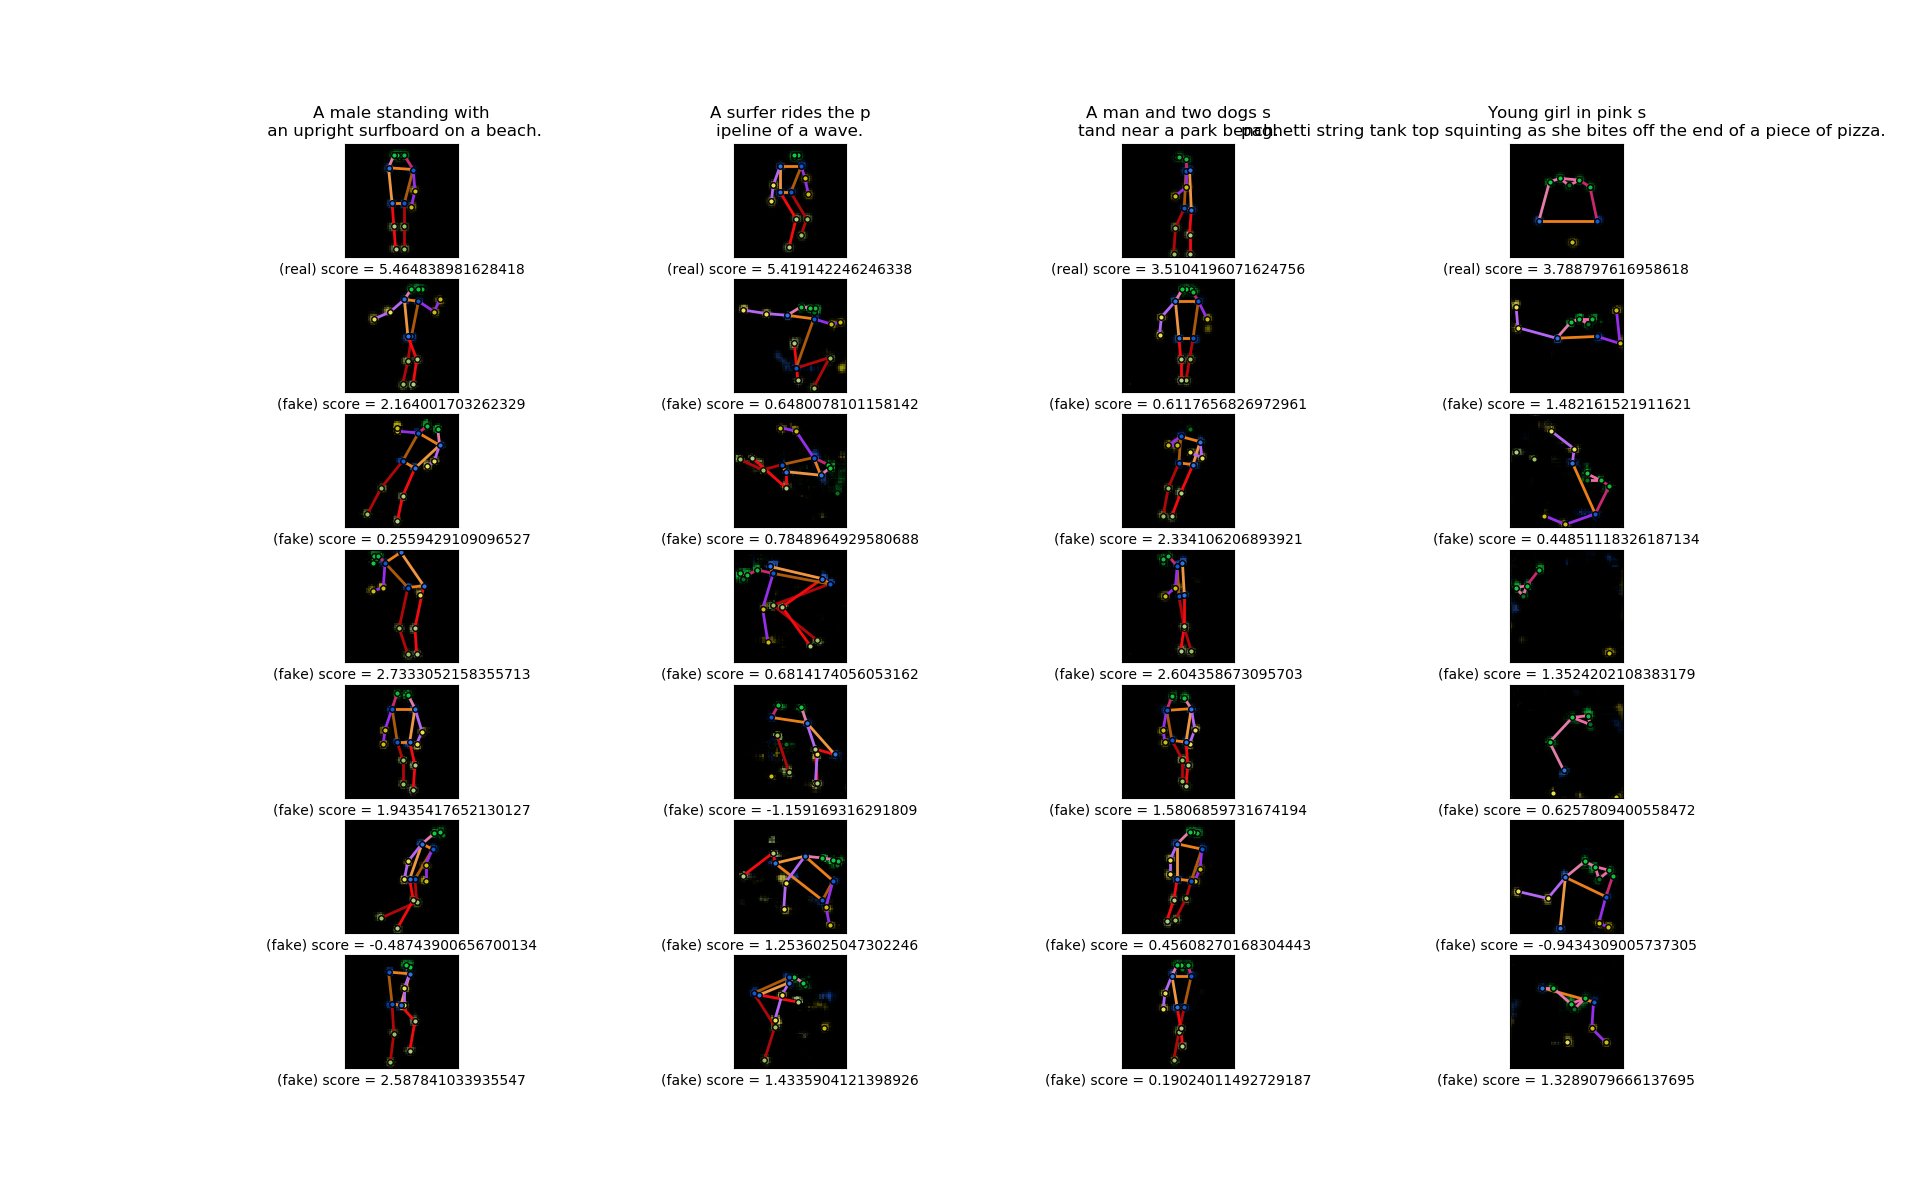 A male standing with
an upright surfboard on a beach.
A surfer rides the p
ipeline of a wave.
A man and two dogs s
tand near a park bench.
Young girl in pink s
paghetti string tank top squinting as she bites off the end of a piece of pizza.
(real) score = 5.464838981628418
(real) score = 5.419142246246338
(real) score = 3.5104196071624756
(real) score = 3.788797616958618
(fake) score = 2.164001703262329
(fake) score = 0.6480078101158142
(fake) score = 0.6117656826972961
(fake) score = 1.482161521911621
(fake) score = 0.2559429109096527
(fake) score = 0.7848964929580688
(fake) score = 2.334106206893921
(fake) score = 0.44851118326187134
(fake) score = 2.7333052158355713
(fake) score = 0.6814174056053162
(fake) score = 2.604358673095703
(fake) score = 1.3524202108383179
(fake) score = 1.9435417652130127
(fake) score = -1.159169316291809
(fake) score = 1.5806859731674194
(fake) score = 0.6257809400558472
(fake) score = -0.48743900656700134
(fake) score = 1.2536025047302246
(fake) score = 0.45608270168304443
(fake) score = -0.9434309005737305
(fake) score = 2.587841033935547
(fake) score = 1.4335904121398926
(fake) score = 0.19024011492729187
(fake) score = 1.3289079666137695